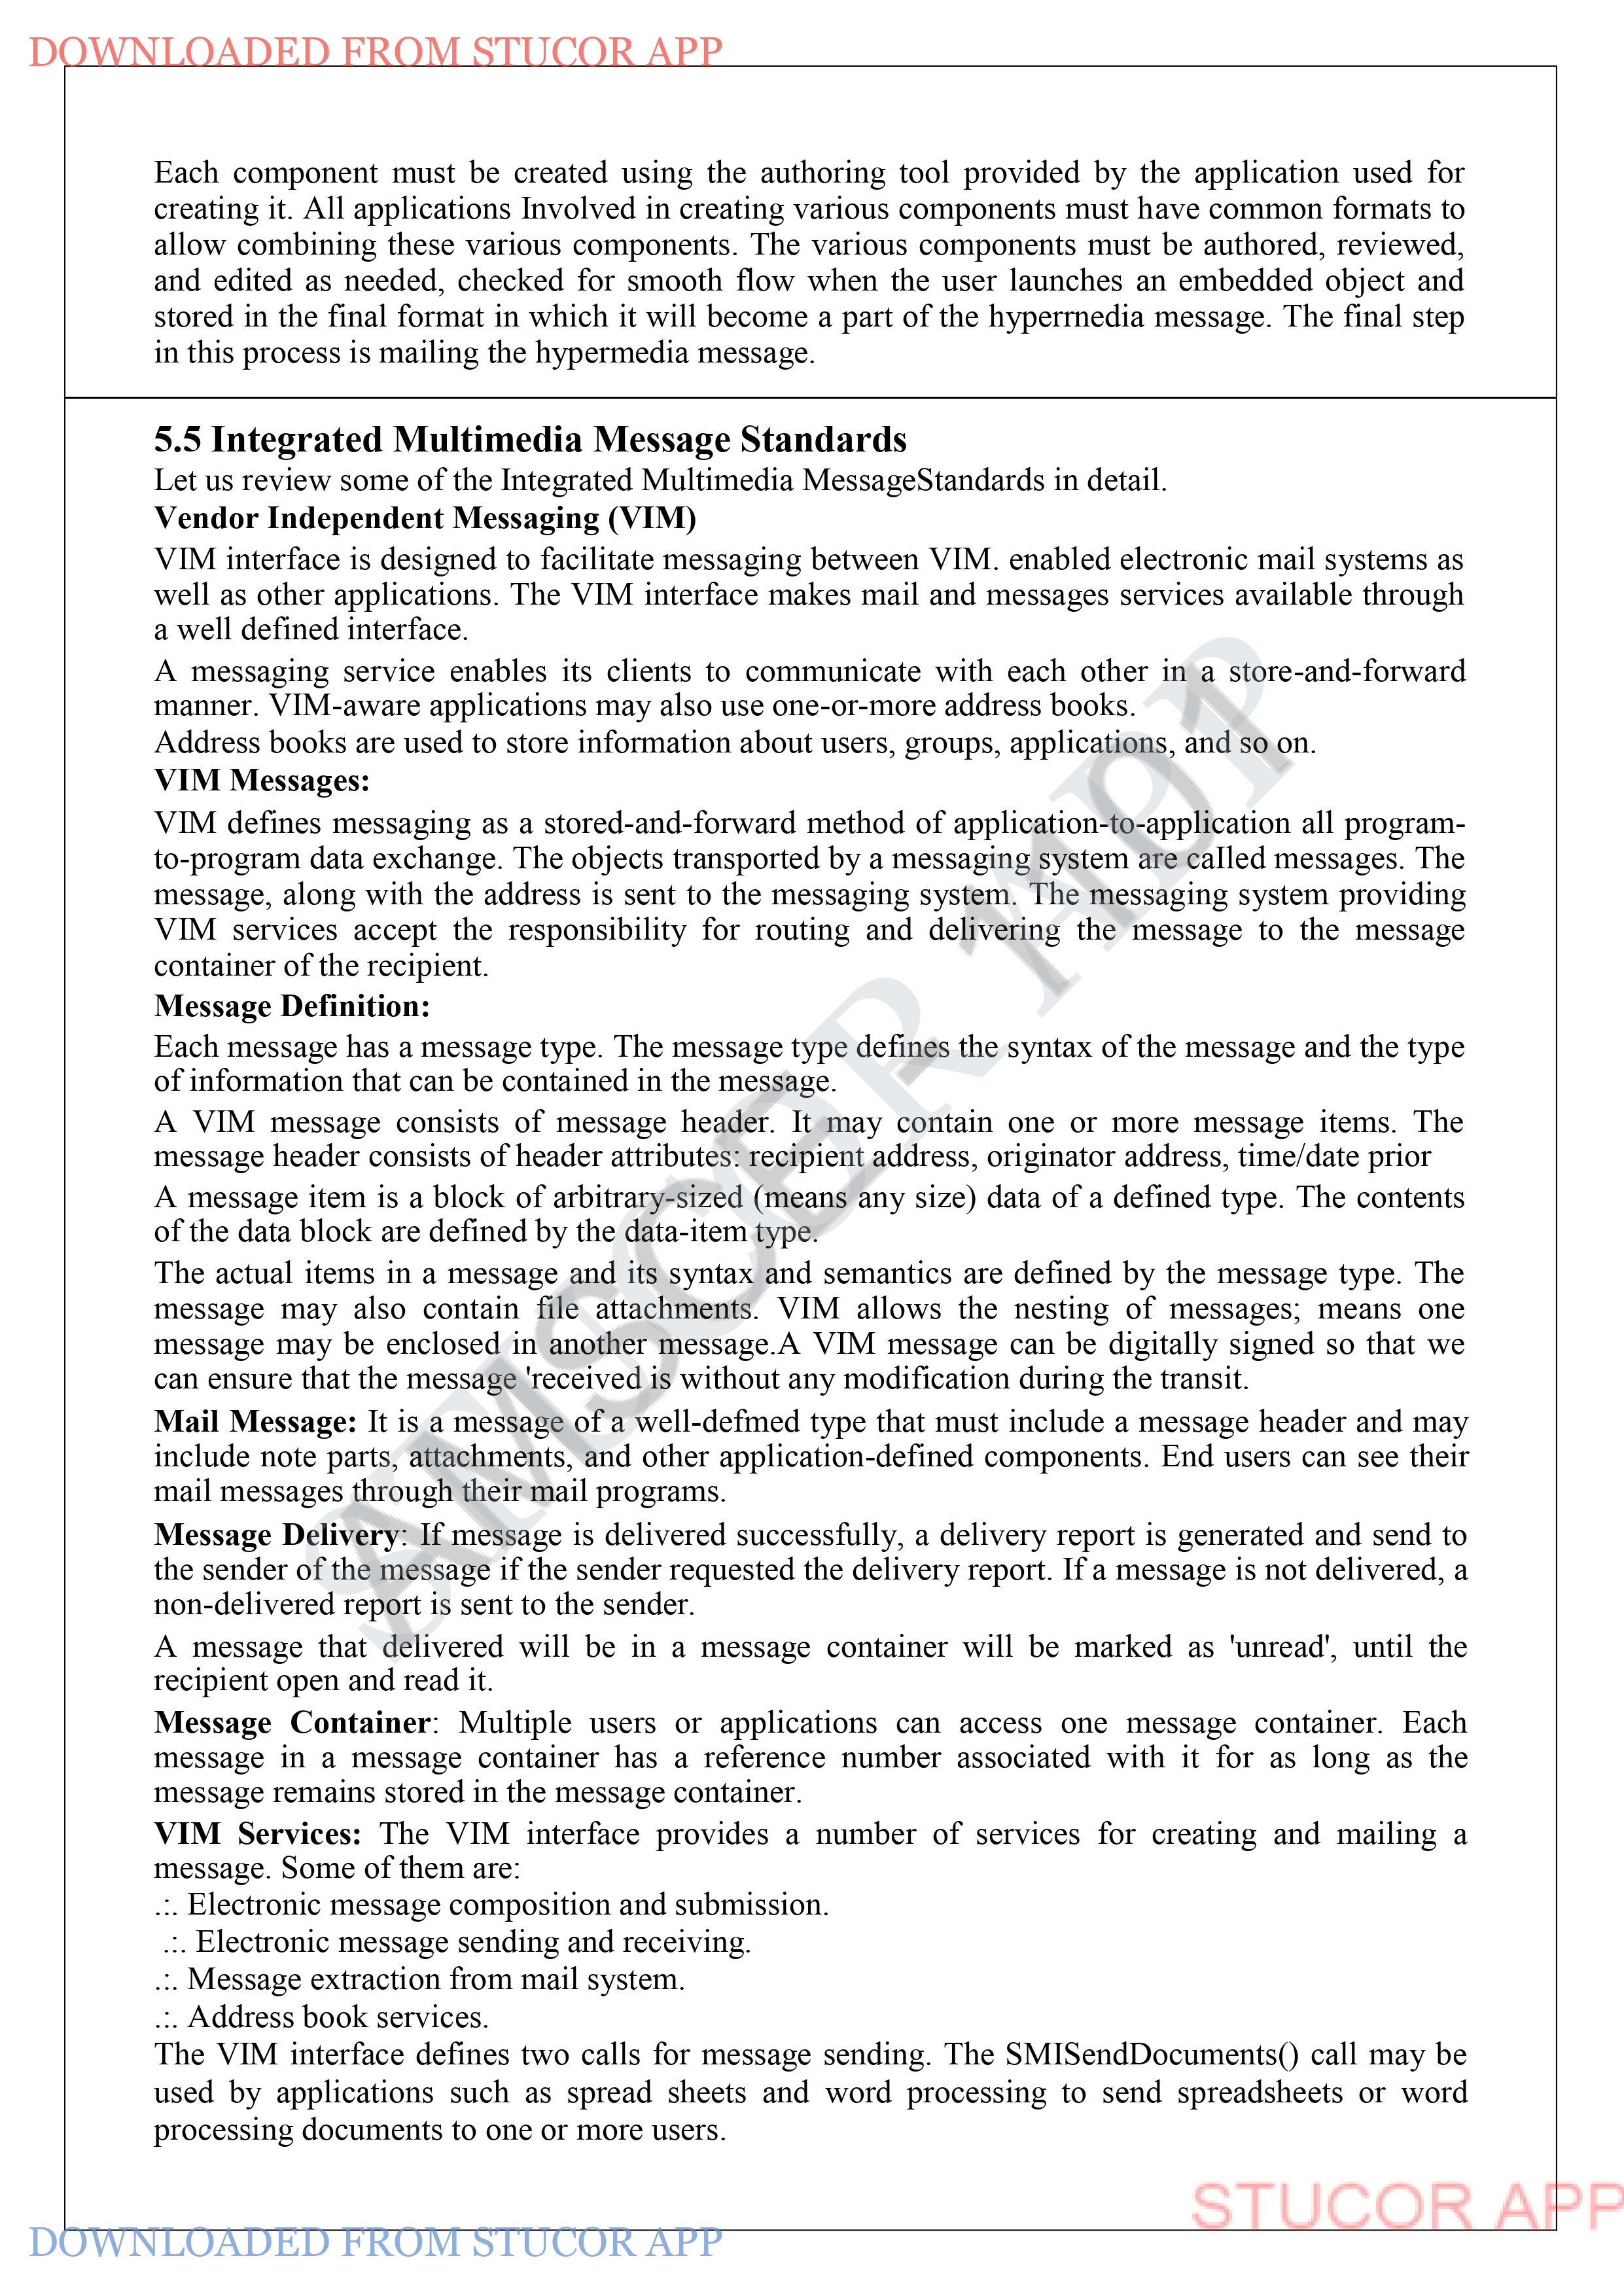 DOWNLOADED FROM STUCOR APP
Each component must be created using the authoring tool provided by the application used for
creating it. All applications Involved in creating various components must have common formats to
allow combining these various components. The various components must be authored, reviewed,
and edited as needed, checked for smooth flow when the user launches an embedded object and
stored in the final format in which it will become a part of the hyperrnedia message. The final step
in this process is mailing the hypermedia message.
5.5 Integrated Multimedia Message Standards
Let us review some of the Integrated Multimedia MessageStandards in detail.
Vendor Independent Messaging (VIM)
VIM interface is designed to facilitate messaging between VIM. enabled electronic mail systems as
well as other applications. The VIM interface makes mail and messages services available through
a well defined interface.
A messaging service enables its clients to communicate with each other in a store-and-forward
manner. VIM-aware applications may also use one-or-more address books.
Address books are used to store information about users, groups, applications, and so on.
VIM Messages:
VIM defines messaging as a stored-and-forward method of application-to-application all program-
to-program data exchange. The objects transported by a messaging system are caIled messages. The
message, along with the address is sent to the messaging system. The messaging system providing
VIM services accept the responsibility for routing and delivering the message to the message
container of the recipient.
Message Definition:
Each message has a message type. The message type defines the syntax of the message and the type
of information that can be contained in the message.
A VIM message consists of message header. It may contain one or more message items. The
message header consists of header attributes: recipient address, originator address, time/date prior
A message item is a block of arbitrary-sized (means any size) data of a defined type. The contents
of the data block are defined by the data-item type.
The actual items in a message and its syntax and semantics are defined by the message type. The
message may also contain file attachments. VIM allows the nesting of messages; means one
message may be enclosed in another message.A VIM message can be digitally signed so that we
can ensure that the message 'received is without any modification during the transit.
Mail Message: It is a message of a well-defmed type that must include a message header and may
include note parts, attachments, and other application-defined components. End users can see their
mail messages through their mail programs.
Message Delivery: If message is delivered successfully, a delivery report is generated and send to
the sender of the message if the sender requested the delivery report. If a message is not delivered, a
non-delivered report is sent to the sender.
A message that delivered will be in a message container will be marked as 'unread', until the
recipient open and read it.
Message Container: Multiple users or applications can access one message container. Each
message in a message container has a reference number associated with it for as long as the
message remains stored in the message container.
VIM Services: The VIM interface provides a number of services for creating and mailing a
message. Some of them are:
.:. Electronic message composition and submission.
.:. Electronic message sending and receiving.
.:. Message extraction from mail system.
.:. Address book services.
The VIM interface defines two calls for message sending. The SMISendDocuments() call may be
used by applications such as spread sheets and word processing to send spreadsheets or word
processing documents to one or more users.
AMSCE - 1101
STUCOR APP
STUCOR APP
DOWNLOADED FROM STUCOR APP